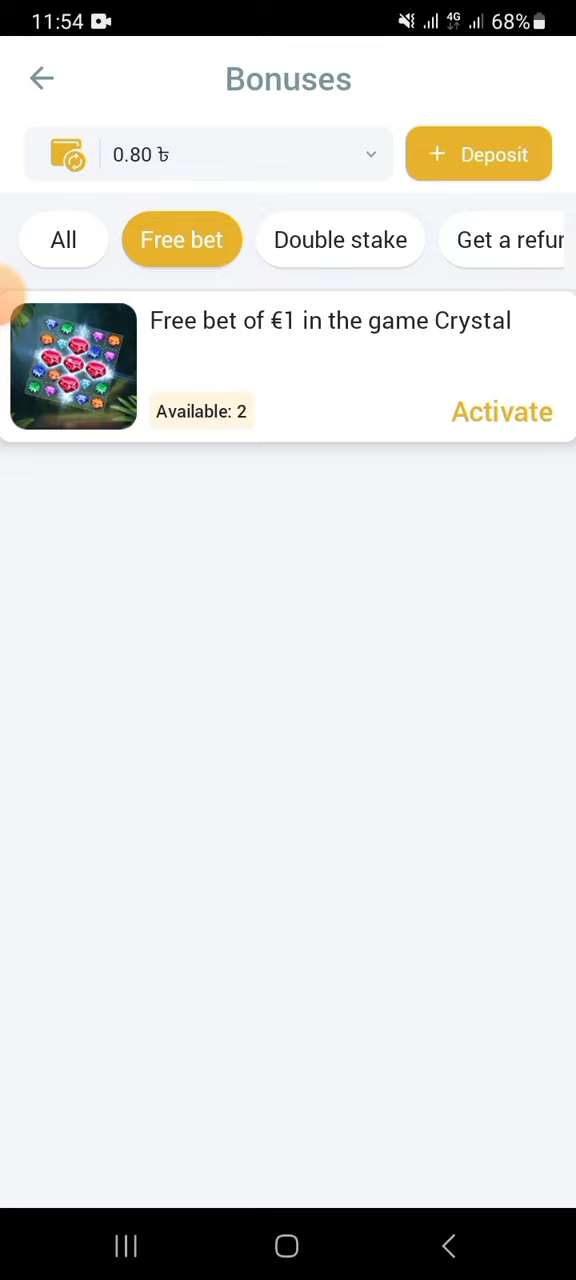 11:54 4G 68%
Bonuses
0.80 ৳
+ Deposit
All Free bet Double stake Get a refu
Free bet of €1 in the game Crystal
Available: 2 Activate